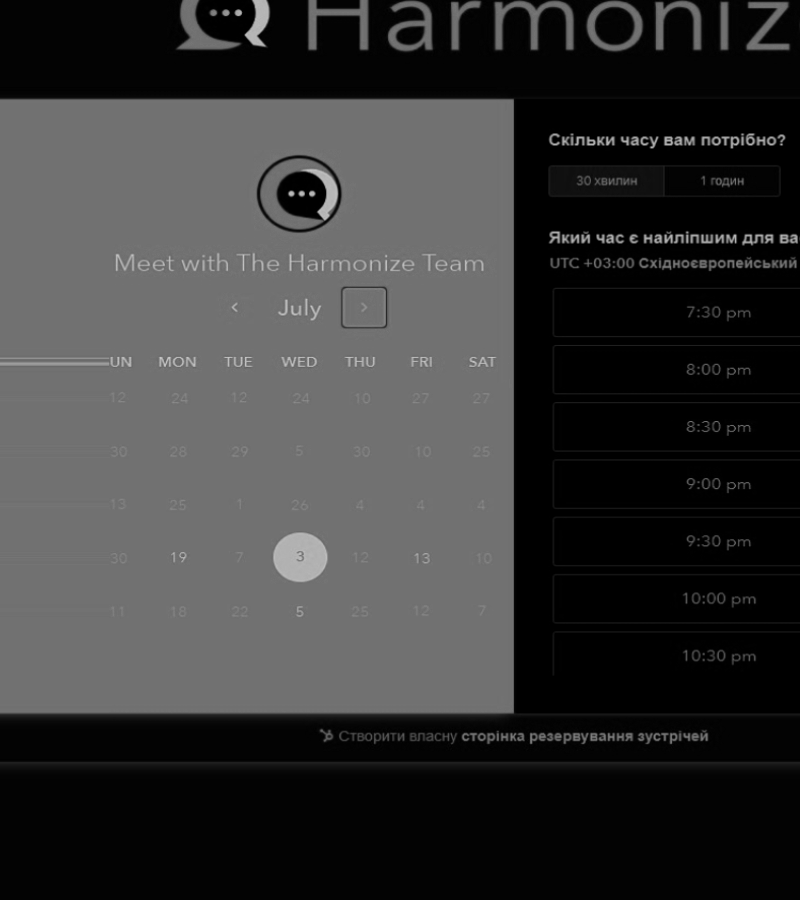 Harmoniz
Meet with The Harmonize Team
July
UN MON TUE WED THU FRI SAT
12 24 12 24 10 27 27
30 28 29 5 30 10 25
13 25 1 26 4 4 4
30 19 7 3 12 13 10
11 18 22 5 25 12 7
Скільки часу вам потрібно?
30 хвилин 1 годин
Який час є найліпшим для ва
UTC +03:00 Східноєвропейський
7:30 pm
8:00 pm
8:30 pm
9:00 pm
9:30 pm
10:00 pm
10:30 pm
Створити власну сторінка резервування зустрічей